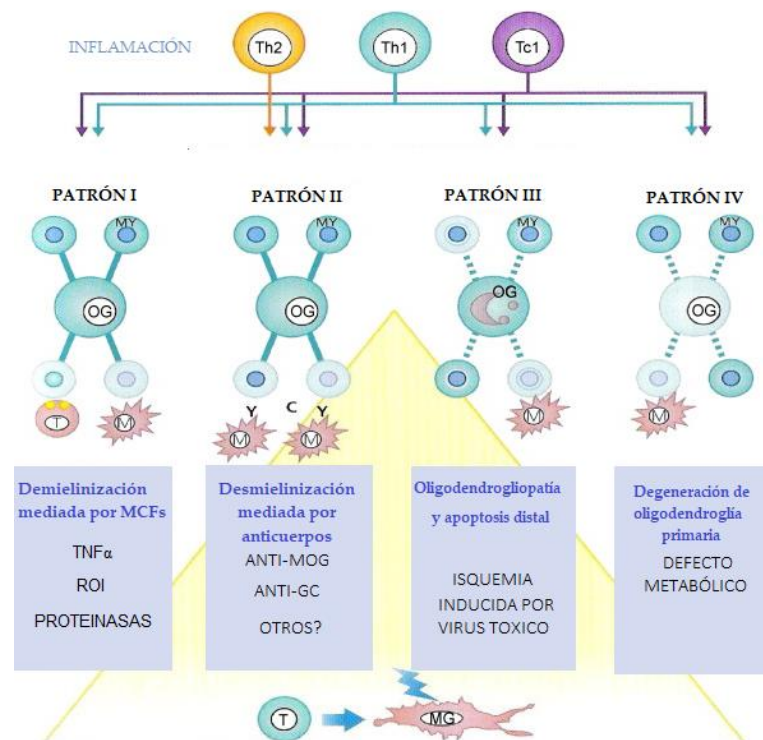 INFLAMACIÓN
Th2
Th1
Tc1
PATRÓN I
PATRÓN II
PATRÓN III
PATRÓN IV
MY
MY
MY
MY
OG
OG
OG
OG
T
M
Y
C
Y
M
M
M
M
Demielinización
mediada por MCFs
TNFα
ROI
PROTEINASAS
Desmielinización
mediada por
anticuerpos
ANTI-MOG
ANTI-GC
OTROS?
Oligodendrogliopatía
y apoptosis distal
ISQUEMIA
INDUCIDA POR
VIRUS TOXICO
Degeneración de
oligodendroglía
primaria
DEFECTO
METABÓLICO
T
MG